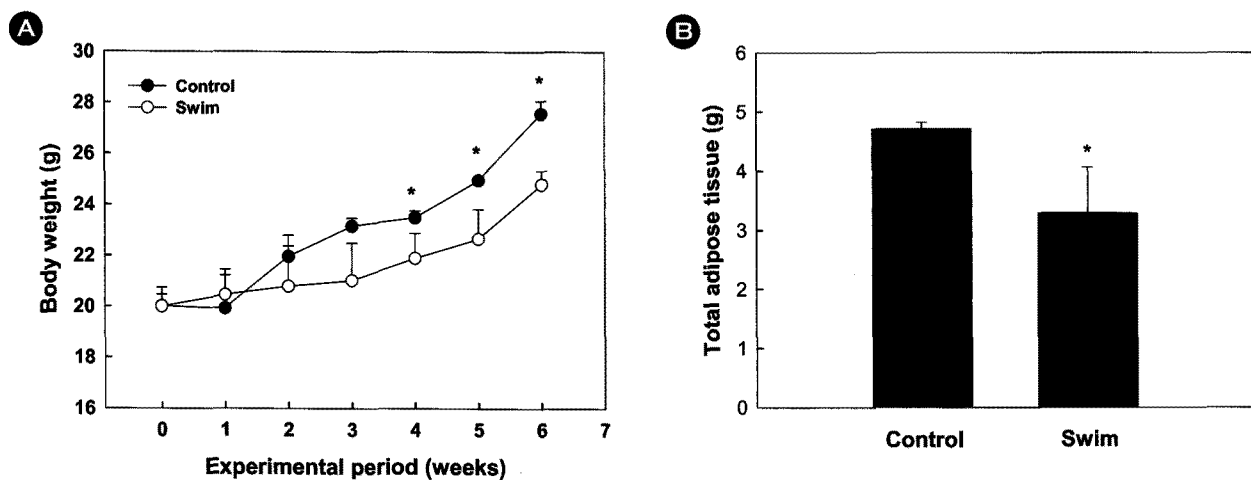 A
30
28
26
24
22
20
18
16
Body weight (g)
Control
Swim
*
*
*
0 1 2 3 4 5 6 7
Experimental period (weeks)
B
6
5
4
3
2
1
0
Total adipose tissue (g)
*
Control Swim